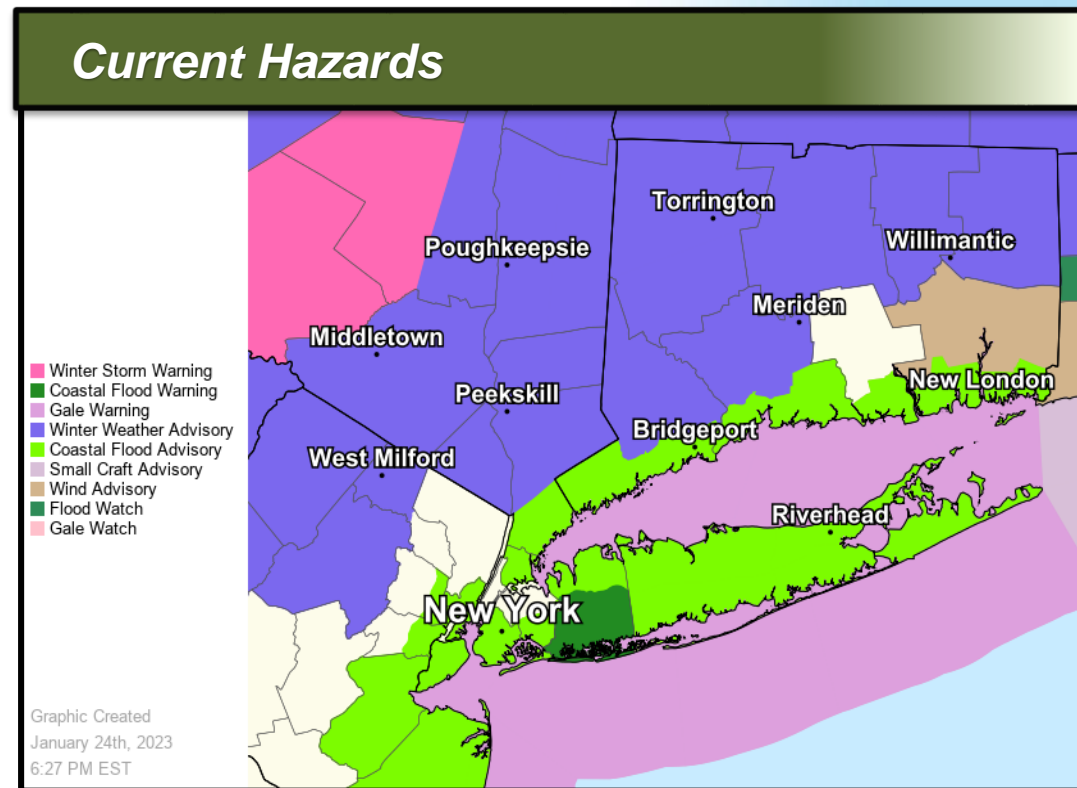 Current Hazards
Torrington
Willimantic
Poughkeepsie
Meriden
Middletown
Winter Storm Warning
Coastal Flood Warning
Gale Warning
Winter Weather Advisory
Coastal Flood Advisory
Small Craft Advisory
Wind Advisory
Flood Watch
Gale Watch
New London
Peekskill
Bridgeport
West Milford
Riverhead
New York
Graphic Created
January 24th, 2023
6:27 PM EST